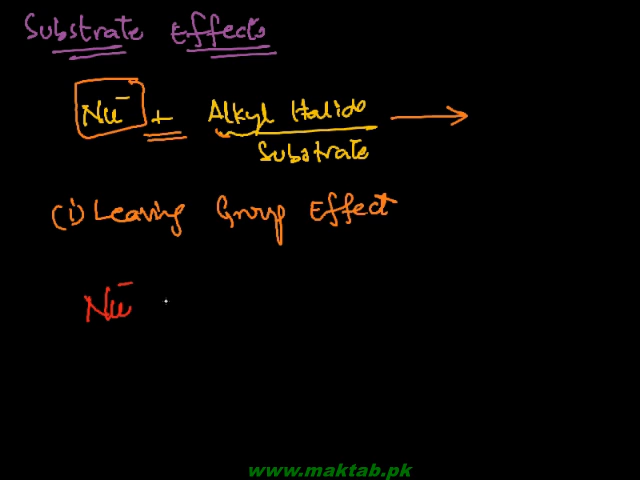 Substrate Effects
Nu⁻ + Alkyl Halide ⟶
Substrate
(i) Leaving Group Effect
Nu⁻
www.maktab.pk